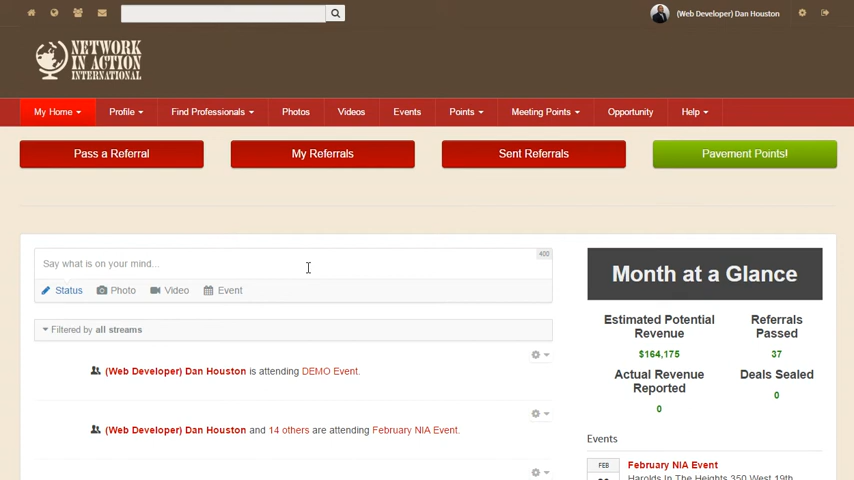 (Web Developer) Dan Houston
NETWORK
IN ACTION
INTERNATIONAL
My Home Profile Find Professionals Photos Videos Events Points Meeting Points Opportunity Help
Pass a Referral My Referrals Sent Referrals Pavement Points!
Say what is on your mind... 400
Status Photo Video Event
Filtered by all streams
(Web Developer) Dan Houston is attending DEMO Event.
(Web Developer) Dan Houston and 14 others are attending February NIA Event.
Month at a Glance
Estimated Potential
Revenue
$164,175
Referrals
Passed
37
Actual Revenue
Reported
0
Deals Sealed
0
Events
FEB
February NIA Event
Harolds In The Heights 350 West 19th